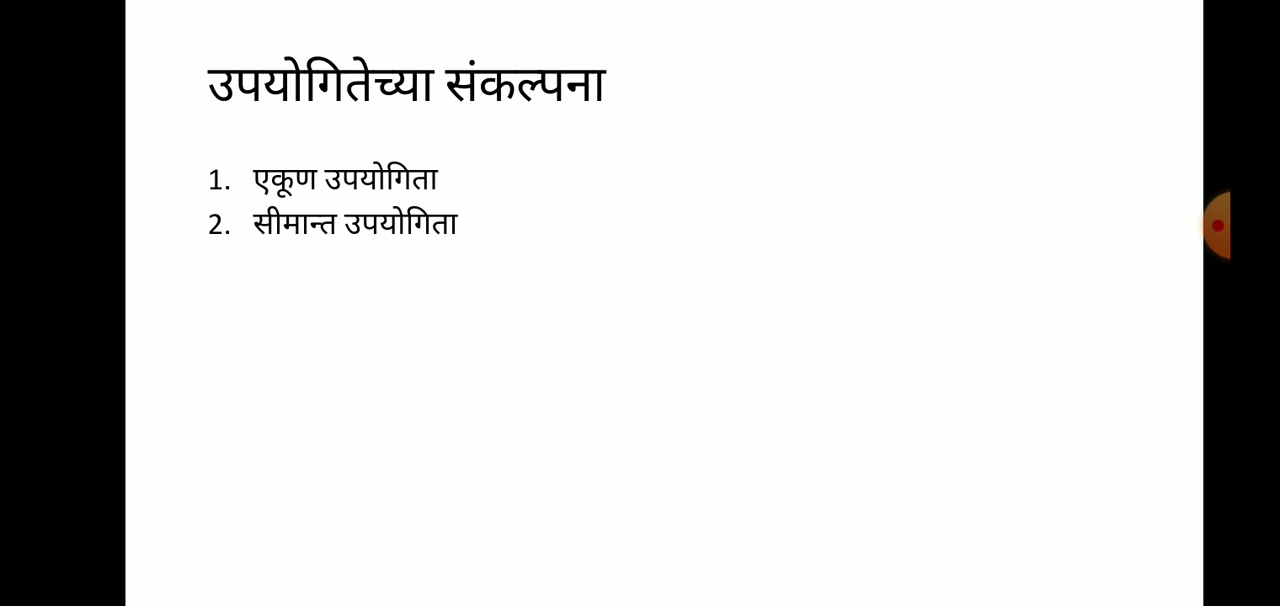 उपयोगितेच्या संकल्पना
1. एकूण उपयोगिता
2. सीमान्त उपयोगिता